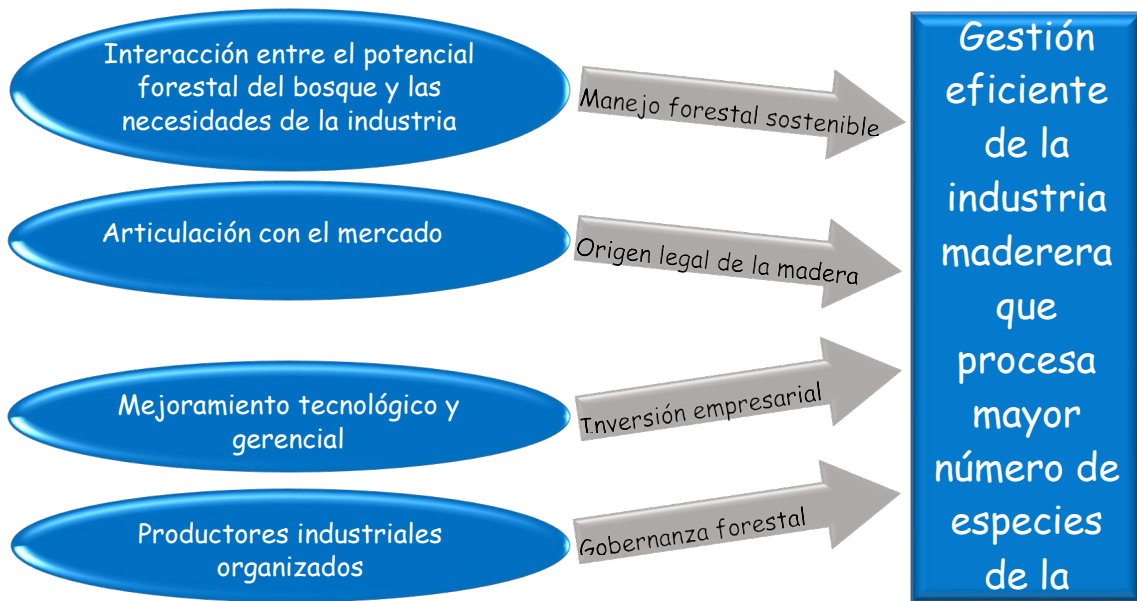 Interacción entre el potencial
forestal del bosque y las
necesidades de la industria
Manejo forestal sostenible
Articulación con el mercado
Origen legal de la madera
Mejoramiento tecnológico y
gerencial
Inversión empresarial
Productores industriales
organizados
Gobernanza forestal
Gestión
eficiente
de la
industria
maderera
que
procesa
mayor
número de
especies
de la